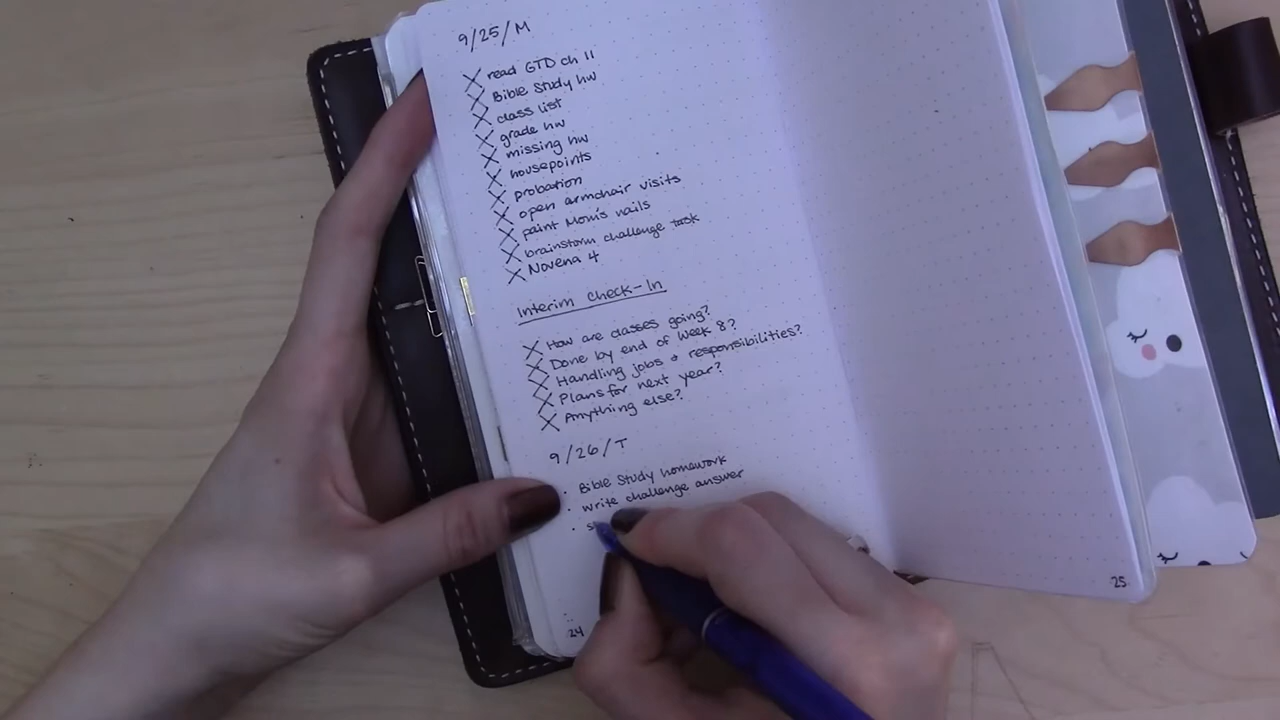 9/25/M
X read GTD ch 11
X Bible Study hw
X class list
X grade hw
X missing hw
X housepoints
X probation
X open armchair visits
X paint Mom's nails
X brainstorm challenge task
X Novena 4
Interim Check-In
X How are classes going?
X Done by end of Week 8?
X Handling jobs & responsibilities?
X Plans for next year?
X Anything else?
9/26/T
· Bible Study homework
· write challenge answer
· s
24
25